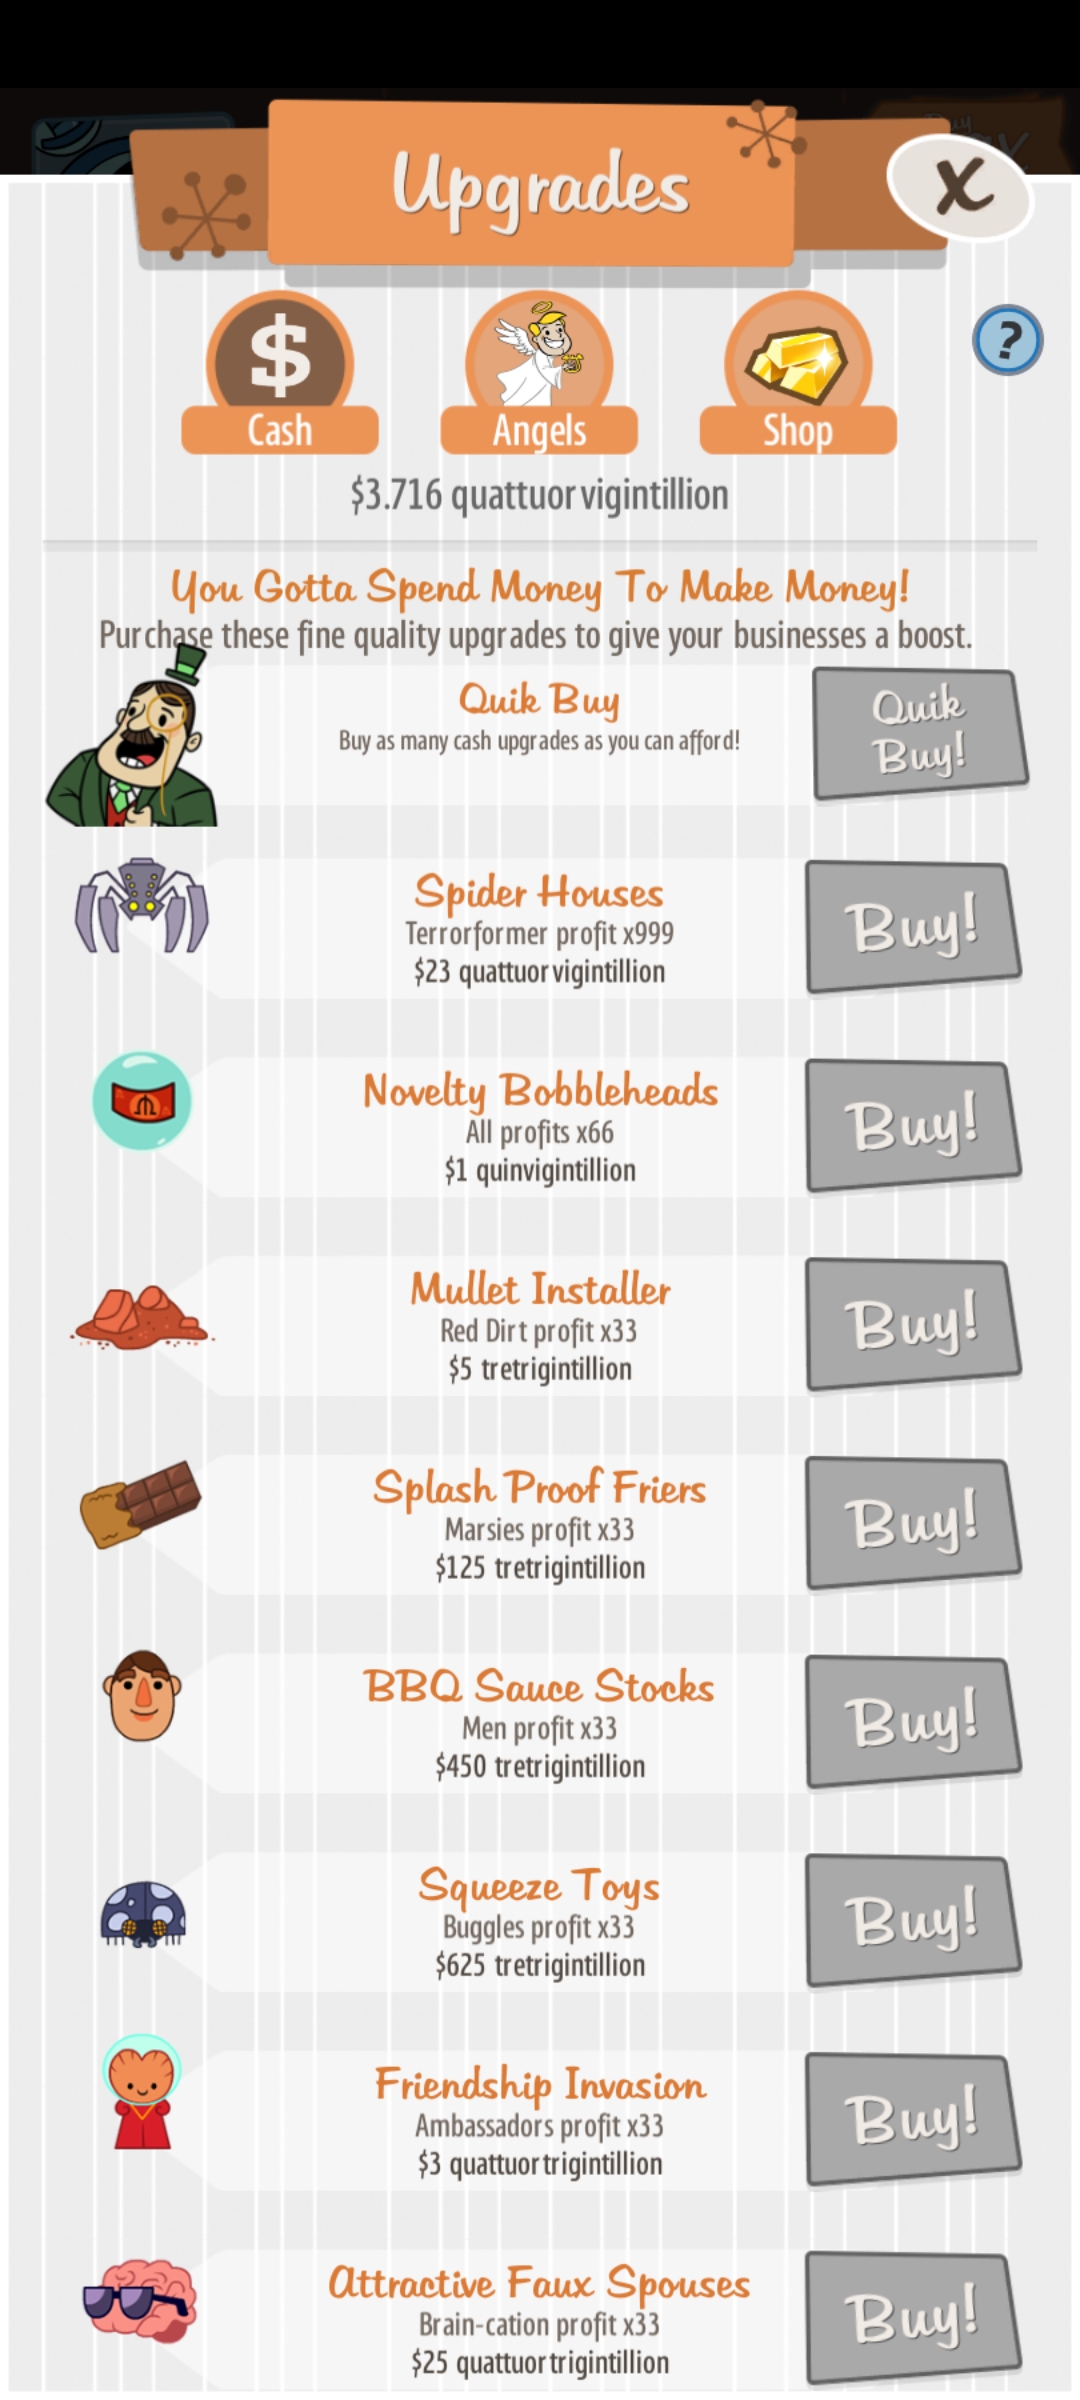 Upgrades
X
Cash
Angels
Shop
?
$3.716 quattuorvigintillion
You Gotta Spend Money To Make Money!
Purchase these fine quality upgrades to give your businesses a boost.
Quik Buy
Buy as many cash upgrades as you can afford!
Quik
Buy!
Spider Houses
Terrorformer profit x999
$23 quattuorvigintillion
Buy!
Novelty Bobbleheads
All profits x66
$1 quinvigintillion
Buy!
Mullet Installer
Red Dirt profit x33
$5 tretrigintillion
Buy!
Splash Proof Friers
Marsies profit x33
$125 tretrigintillion
Buy!
BBQ Sauce Stocks
Men profit x33
$450 tretrigintillion
Buy!
Squeeze Toys
Buggles profit x33
$625 tretrigintillion
Buy!
Friendship Invasion
Ambassadors profit x33
$3 quattuortrigintillion
Buy!
Attractive Faux Spouses
Brain-cation profit x33
$25 quattuortrigintillion
Buy!